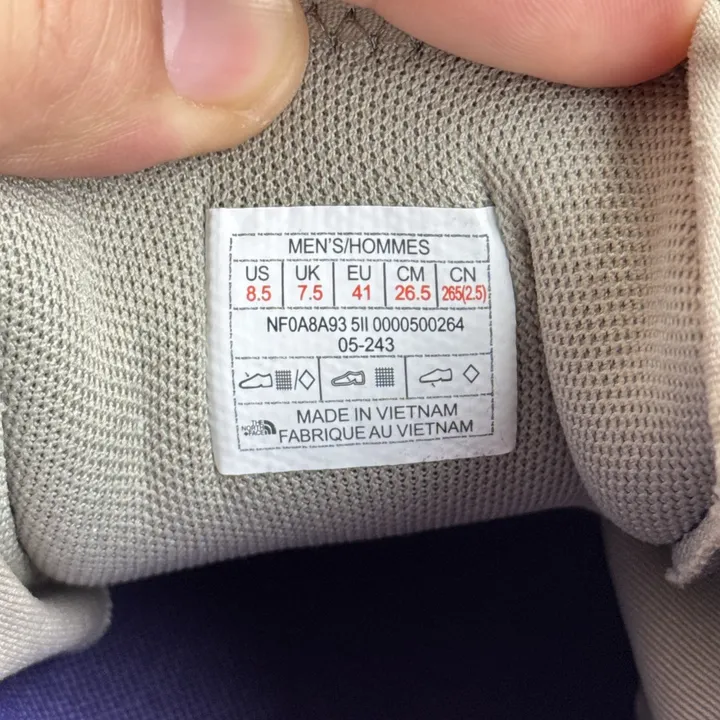 MEN'S/HOMMES
US UK EU CM CN
8.5 7.5 41 26.5 265(2.5)
NF0A8A93 5II 0000500264
05-243
MADE IN VIETNAM
THE NORTH FACE FABRIQUE AU VIETNAM